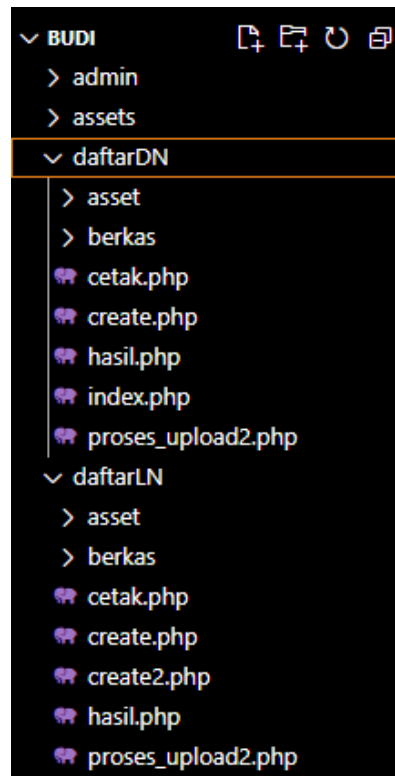 BUDI
admin
assets
daftarDN
asset
berkas
cetak.php
create.php
hasil.php
index.php
proses_upload2.php
daftarLN
asset
berkas
cetak.php
create.php
create2.php
hasil.php
proses_upload2.php